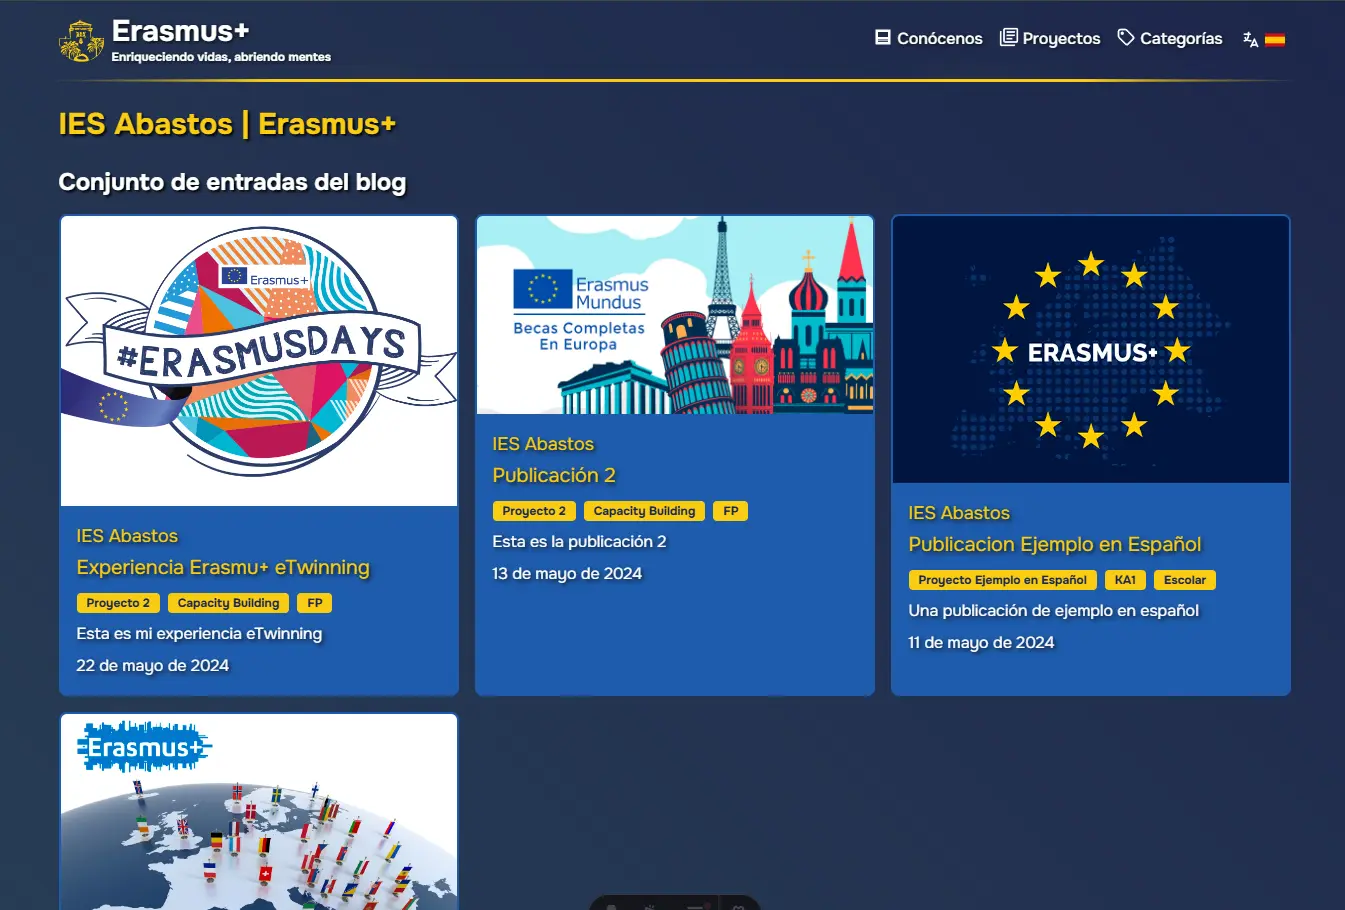 Erasmus+
Enriqueciendo vidas, abriendo mentes
Conócenos
Proyectos
Categorías
IES Abastos | Erasmus+
Conjunto de entradas del blog
Erasmus+
#ERASMUSDAYS
IES Abastos
Experiencia Erasmu+ eTwinning
Proyecto 2
Capacity Building
FP
Esta es mi experiencia eTwinning
22 de mayo de 2024
Erasmus
Mundus
Becas Completas
En Europa
IES Abastos
Publicación 2
Proyecto 2
Capacity Building
FP
Esta es la publicación 2
13 de mayo de 2024
ERASMUS+
IES Abastos
Publicacion Ejemplo en Español
Proyecto Ejemplo en Español
KA1
Escolar
Una publicación de ejemplo en español
11 de mayo de 2024
Erasmus+